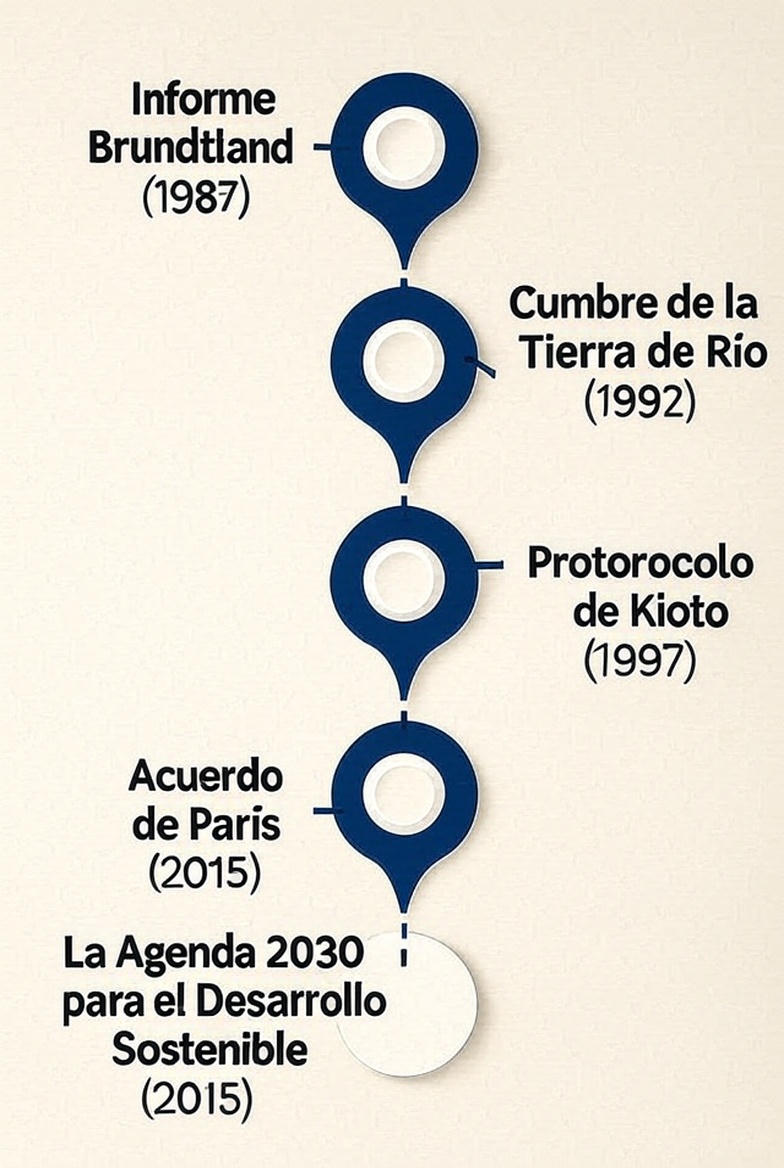 Informe
Brundtland
(1987)
Cumbre de la
Tierra de Río
(1992)
Protorocolo
de Kioto
(1997)
Acuerdo
de París
(2015)
La Agenda 2030
para el Desarrollo
Sostenible
(2015)